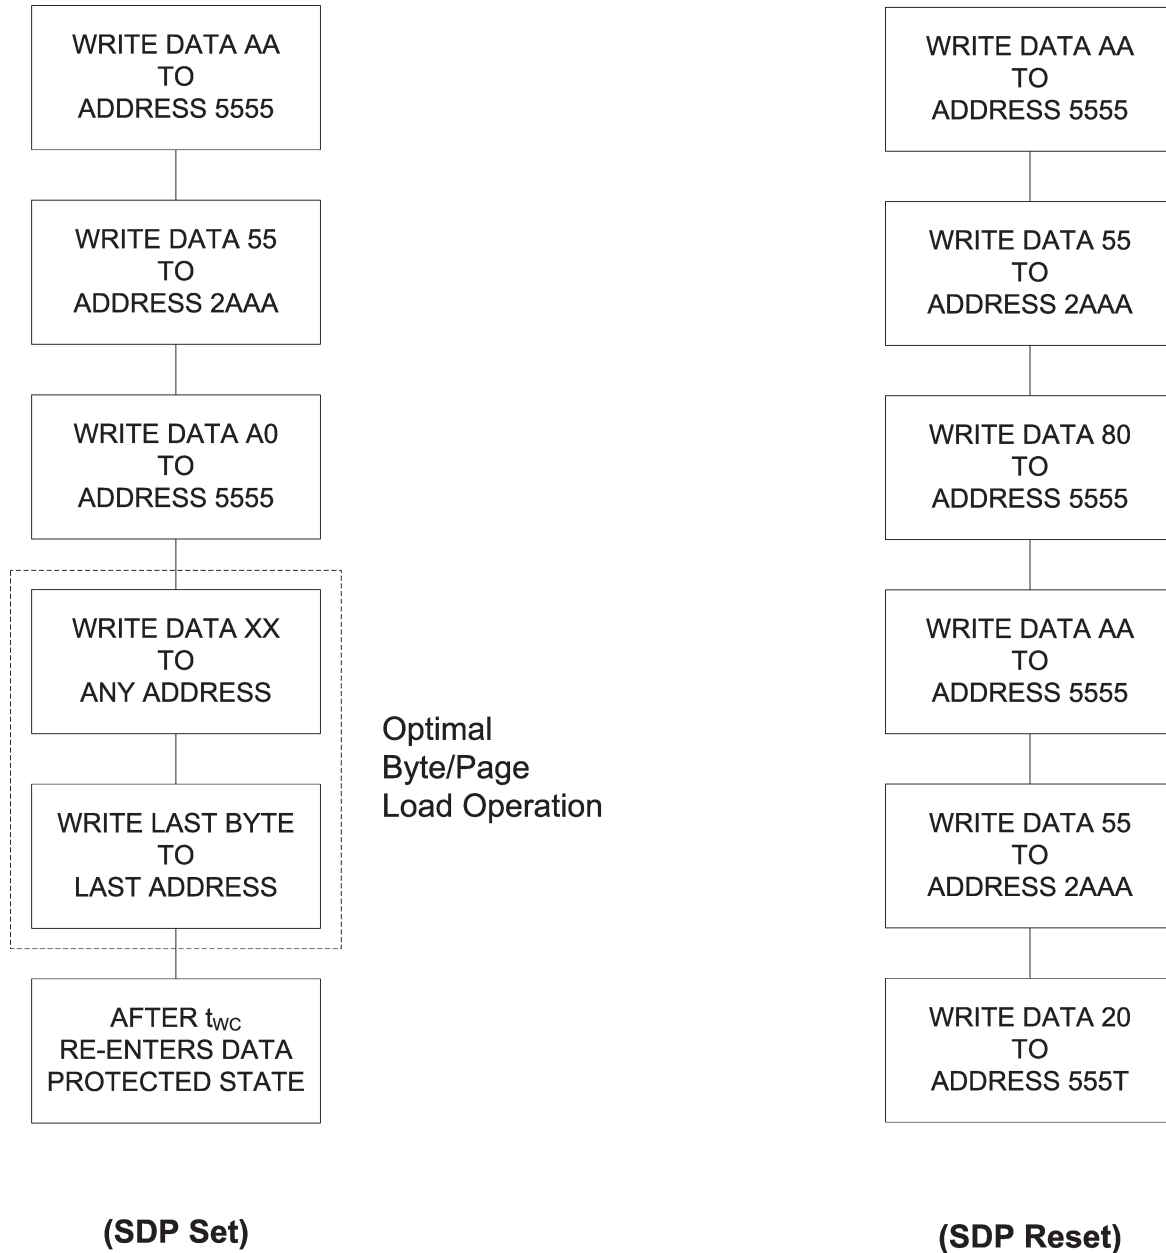 WRITE DATA AA
TO
ADDRESS 5555
WRITE DATA 55
TO
ADDRESS 2AAA
WRITE DATA A0
TO
ADDRESS 5555
WRITE DATA XX
TO
ANY ADDRESS
WRITE LAST BYTE
TO
LAST ADDRESS
Optimal
Byte/Page
Load Operation
AFTER tWC
RE-ENTERS DATA
PROTECTED STATE
(SDP Set)
WRITE DATA AA
TO
ADDRESS 5555
WRITE DATA 55
TO
ADDRESS 2AAA
WRITE DATA 80
TO
ADDRESS 5555
WRITE DATA AA
TO
ADDRESS 5555
WRITE DATA 55
TO
ADDRESS 2AAA
WRITE DATA 20
TO
ADDRESS 555T
(SDP Reset)